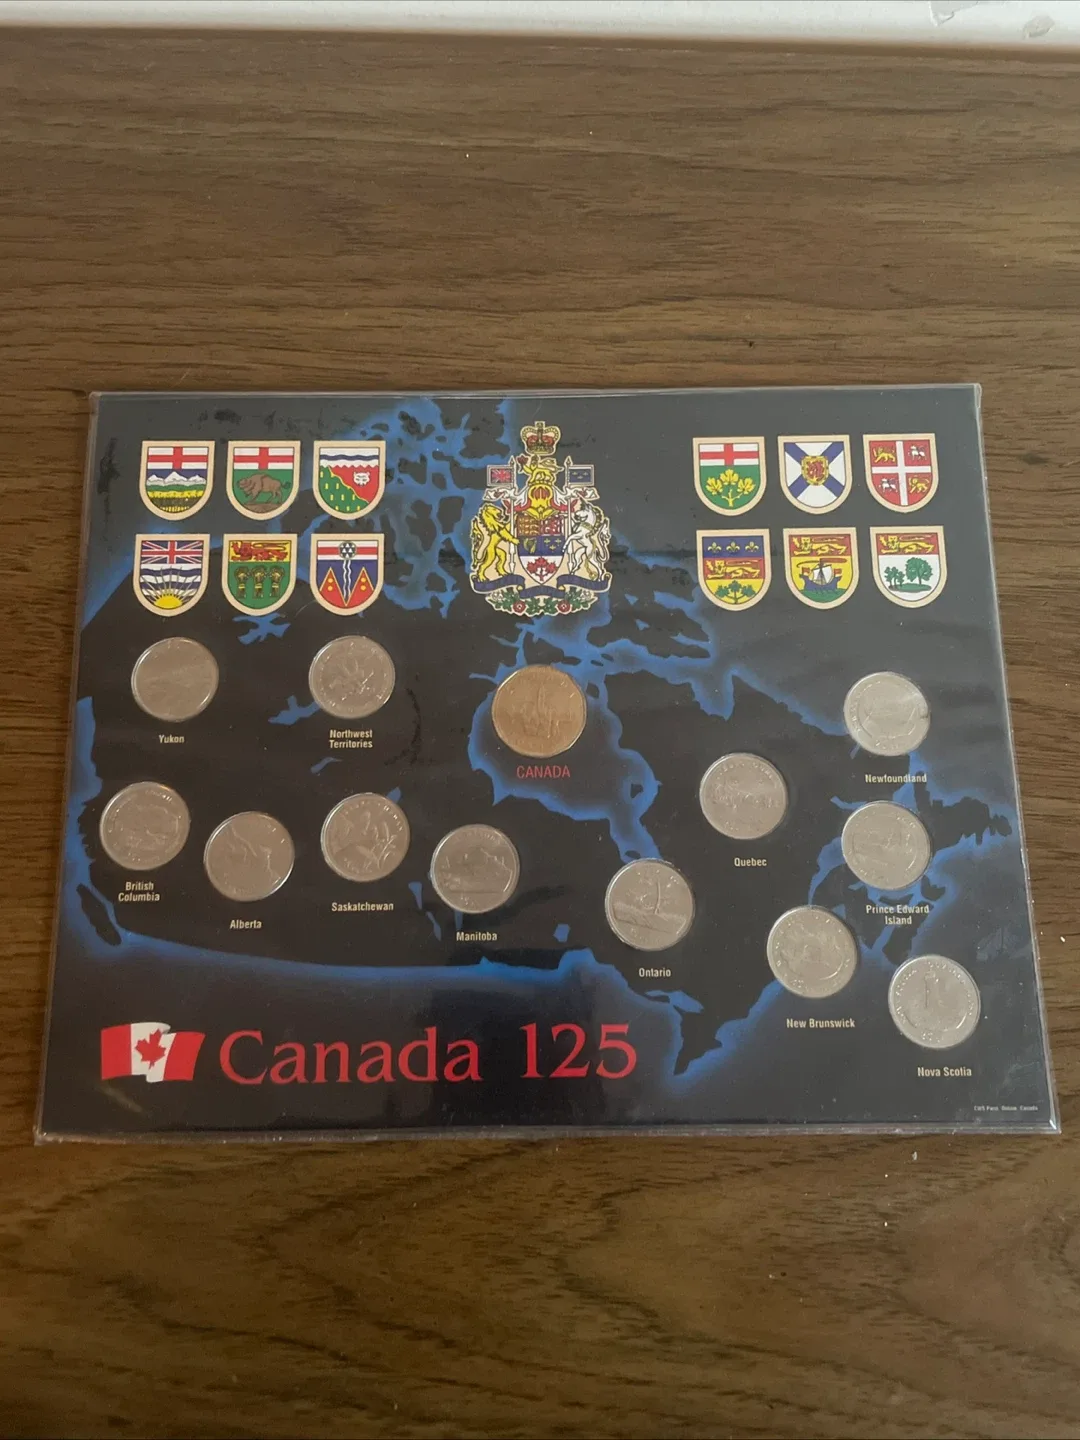 Yukon
Northwest
Territories
CANADA
Newfoundland
British
Columbia
Alberta
Saskatchewan
Manitoba
Quebec
Prince Edward
Island
Ontario
New Brunswick
Nova Scotia
Canada 125